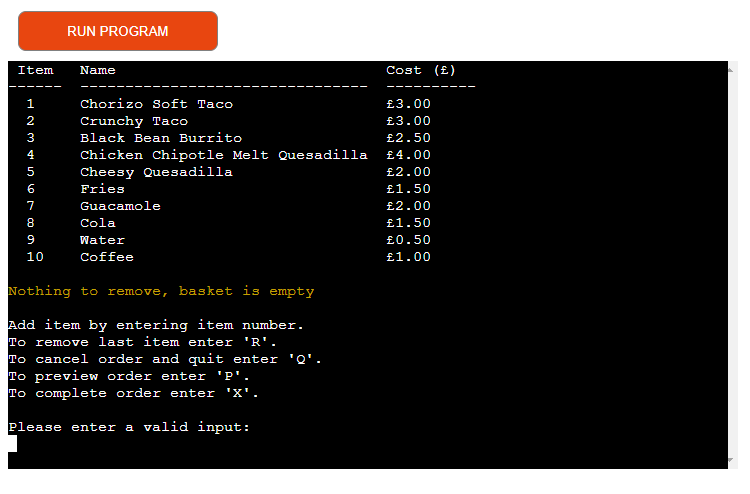 RUN PROGRAM
Item Name Cost (£)
------ -------------------------------- ----------
1 Chorizo Soft Taco £3.00
2 Crunchy Taco £3.00
3 Black Bean Burrito £2.50
4 Chicken Chipotle Melt Quesadilla £4.00
5 Cheesy Quesadilla £2.00
6 Fries £1.50
7 Guacamole £2.00
8 Cola £1.50
9 Water £0.50
10 Coffee £1.00
Nothing to remove, basket is empty
Add item by entering item number.
To remove last item enter 'R'.
To cancel order and quit enter 'Q'.
To preview order enter 'P'.
To complete order enter 'X'.
Please enter a valid input: